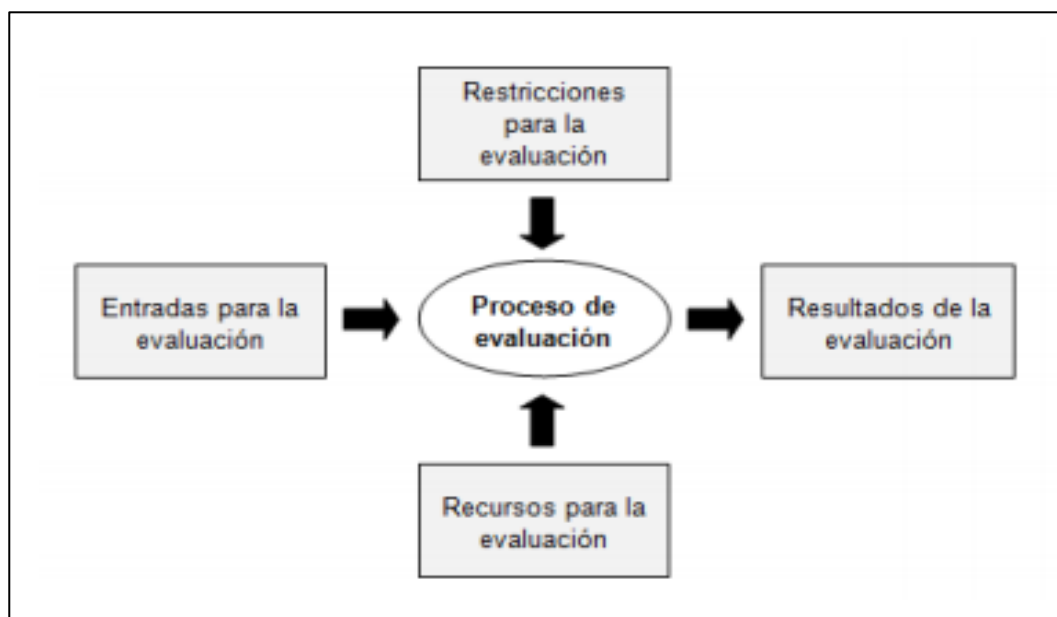 Restricciones
para la
evaluación
Entradas para la
evaluación
Proceso de
evaluación
Resultados de la
evaluación
Recursos para la
evaluación